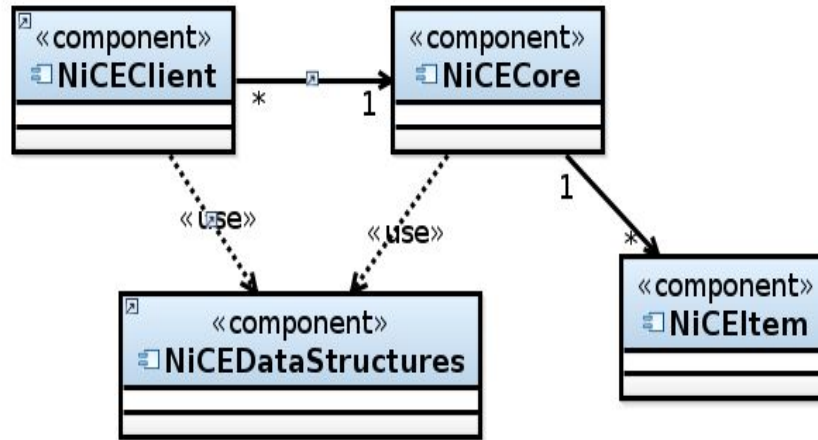 «component»
NiCEClient
* 1
«component»
NiCECore
«use»
«use»
1
*
«component»
NiCEDataStructures
«component»
NiCEItem